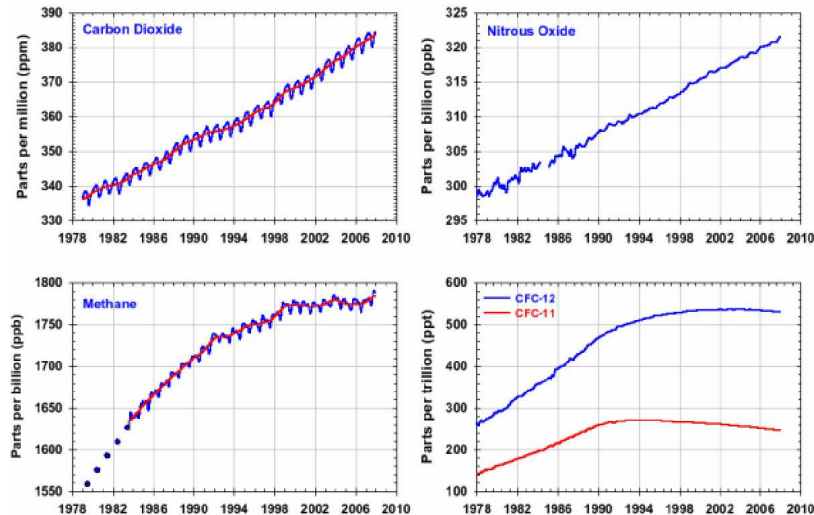 Carbon Dioxide
Parts per million (ppm)
390
380
370
360
350
340
330
1978 1982 1986 1990 1994 1998 2002 2006 2010
Nitrous Oxide
Parts per billion (ppb)
325
320
315
310
305
300
295
1978 1982 1986 1990 1994 1998 2002 2006 2010
Methane
Parts per billion (ppb)
1800
1750
1700
1650
1600
1550
1978 1982 1986 1990 1994 1998 2002 2006 2010
CFC-12
CFC-11
Parts per trillion (ppt)
600
500
400
300
200
100
1978 1982 1986 1990 1994 1998 2002 2006 2010